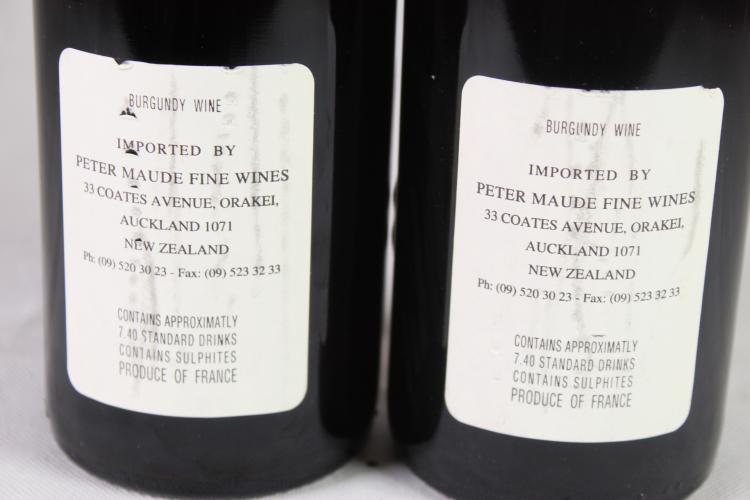 BURGUNDY WINE
IMPORTED BY
PETER MAUDE FINE WINES
33 COATES AVENUE, ORAKEI,
AUCKLAND 1071
NEW ZEALAND
Ph: (09) 520 30 23 - Fax: (09) 523 32 33
CONTAINS APPROXIMATLY
7.40 STANDARD DRINKS
CONTAINS SULPHITES
PRODUCE OF FRANCE
BURGUNDY WINE
IMPORTED BY
PETER MAUDE FINE WINES
33 COATES AVENUE, ORAKEI,
AUCKLAND 1071
NEW ZEALAND
Ph: (09) 520 30 23 - Fax: (09) 523 32 33
CONTAINS APPROXIMATLY
7.40 STANDARD DRINKS
CONTAINS SULPHITES
PRODUCE OF FRANCE